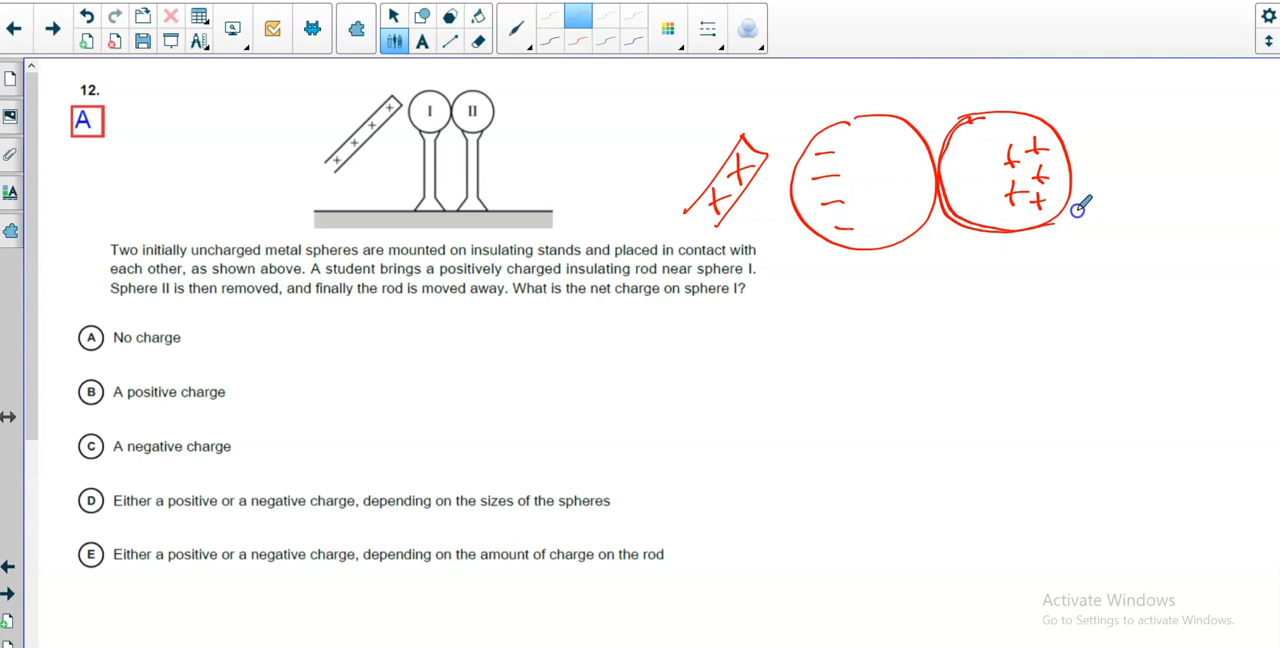 12.
A
I II
+ + + +
Two initially uncharged metal spheres are mounted on insulating stands and placed in contact with
each other, as shown above. A student brings a positively charged insulating rod near sphere I.
Sphere II is then removed, and finally the rod is moved away. What is the net charge on sphere I?
A No charge
B A positive charge
C A negative charge
D Either a positive or a negative charge, depending on the sizes of the spheres
E Either a positive or a negative charge, depending on the amount of charge on the rod
+ +
- - - -
+ + + + +
Activate Windows
Go to Settings to activate Windows.